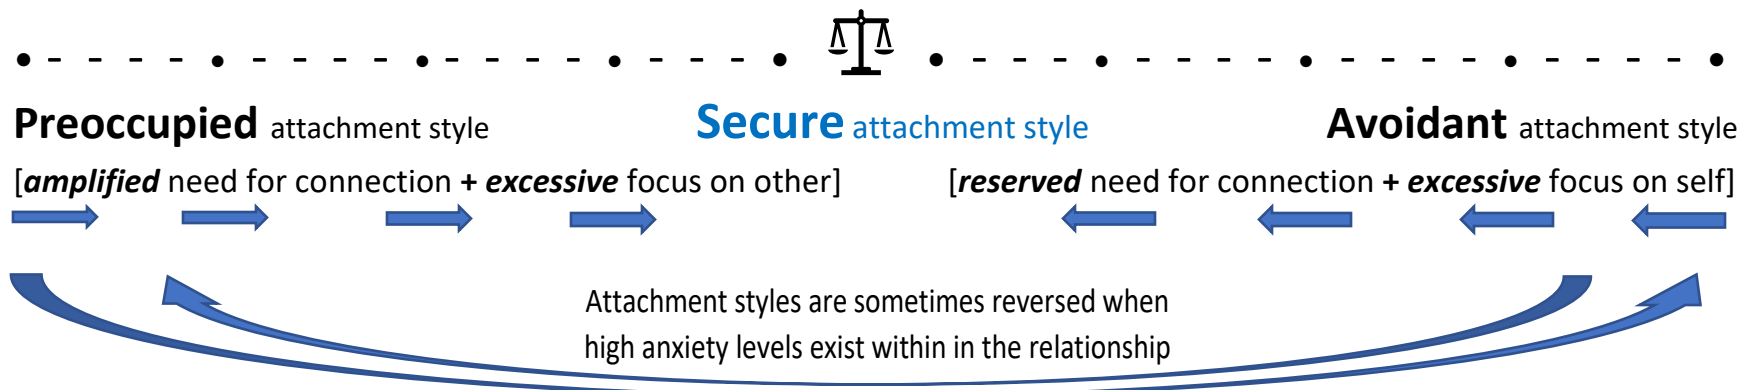 Preoccupied attachment style
Secure attachment style
Avoidant attachment style
[amplified need for connection + excessive focus on other]
[reserved need for connection + excessive focus on self]
Attachment styles are sometimes reversed when
high anxiety levels exist within in the relationship